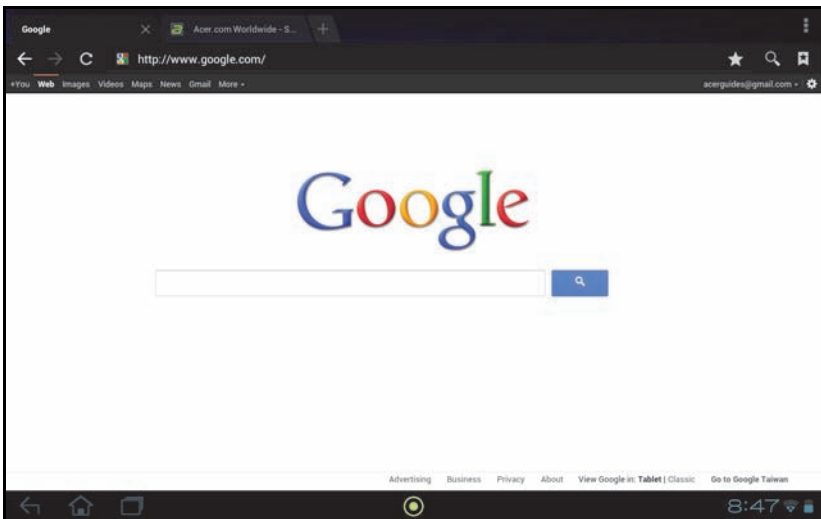 Google Acer.com Worldwide - S...
http://www.google.com/
+You Web Images Videos Maps News Gmail More acerguides@gmail.com
Google
Advertising Business Privacy About View Google in: Tablet | Classic Go to Google Taiwan
8:47